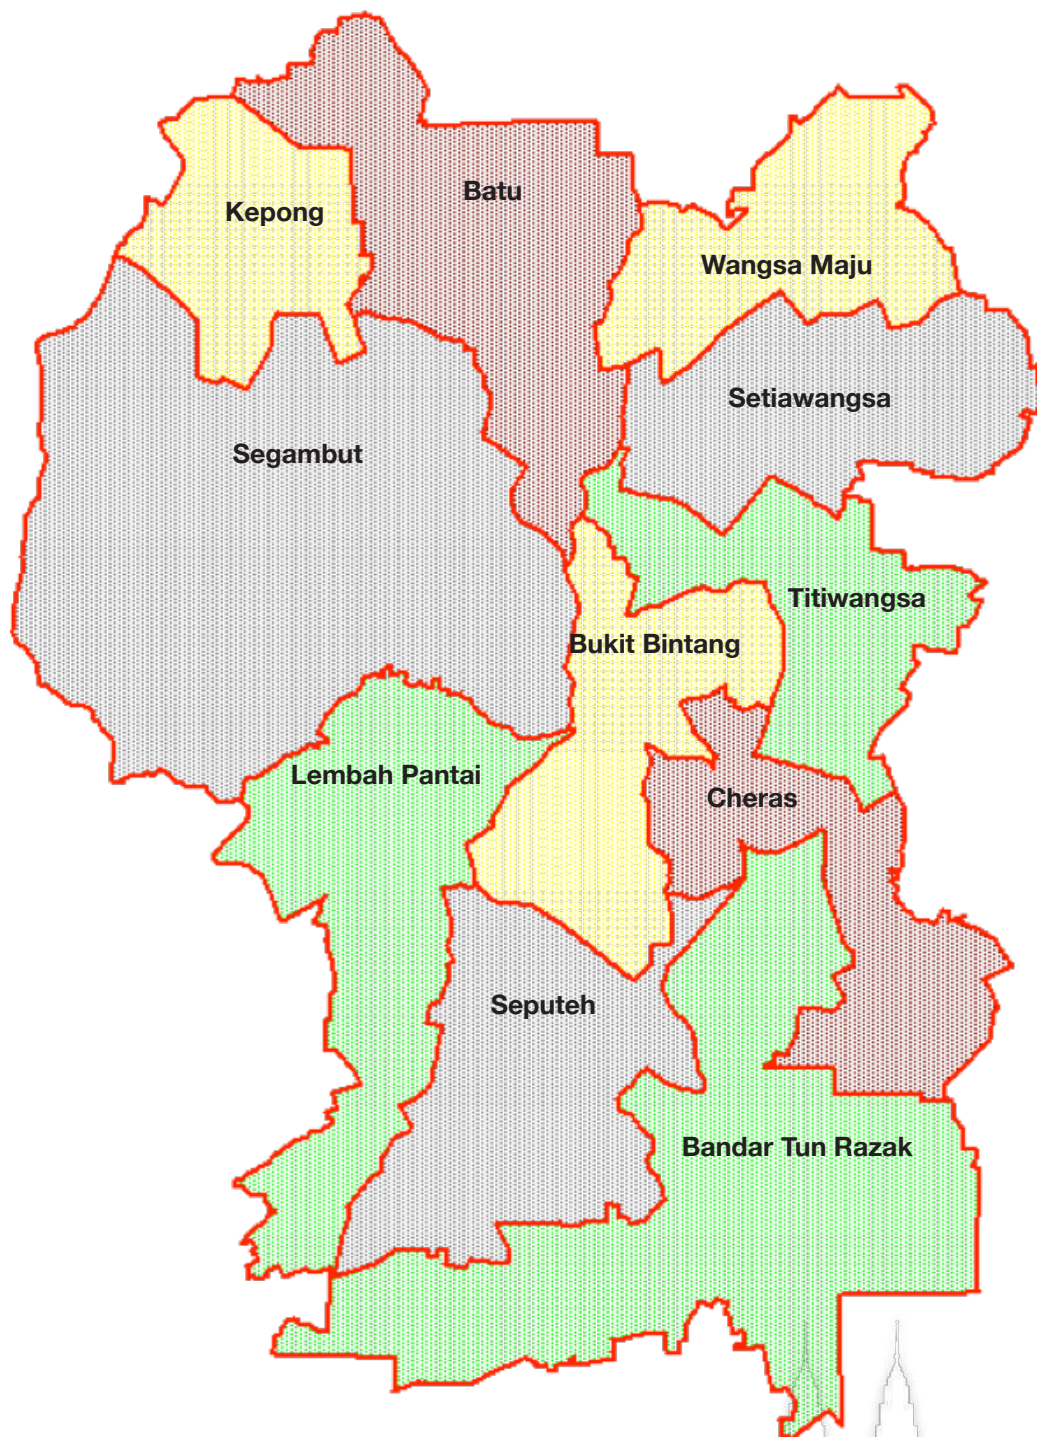 Batu
Kepong
Wangsa Maju
Setiawangsa
Segambut
Titiwangsa
Bukit Bintang
Lembah Pantai
Cheras
Seputeh
Bandar Tun Razak